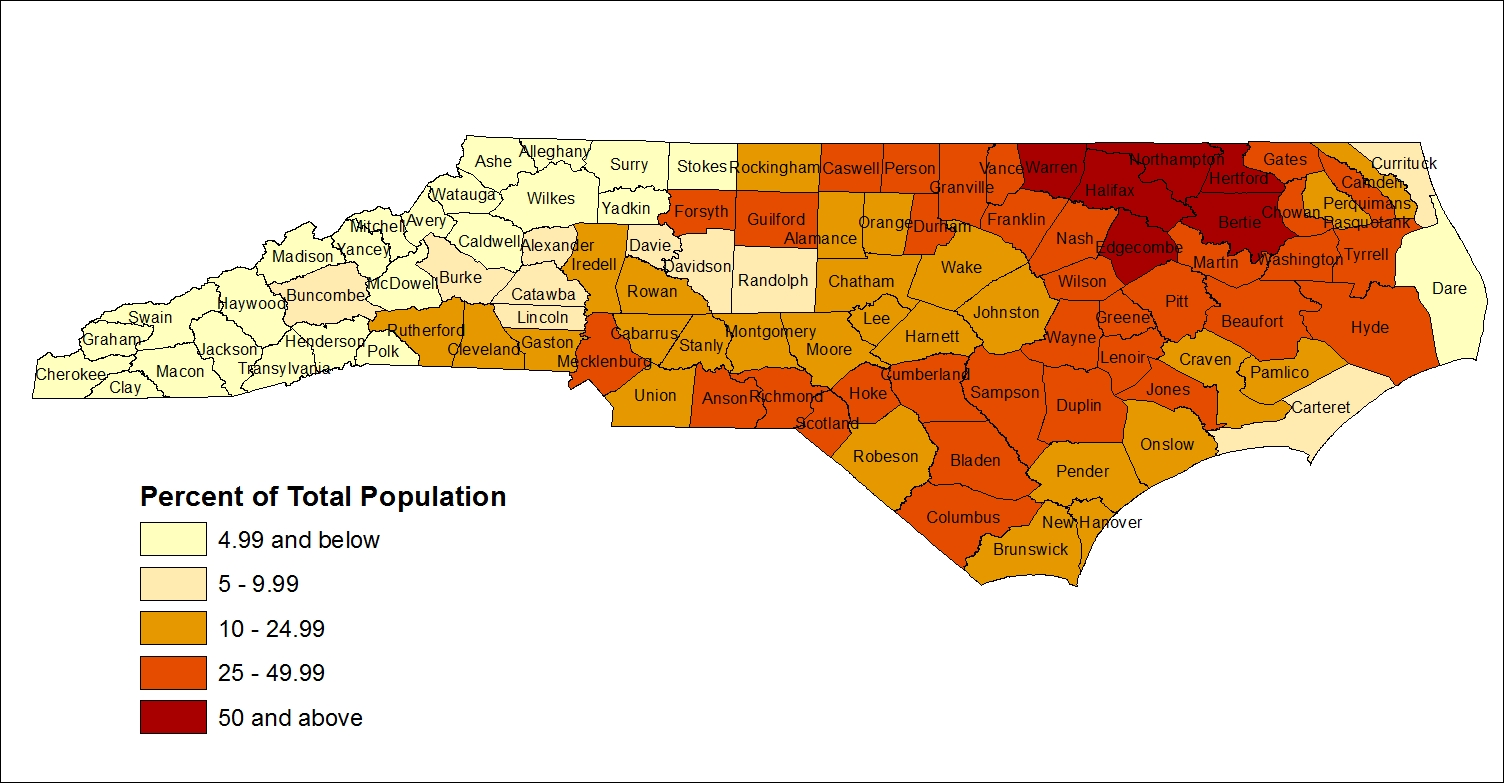 Ashe
Alleghany
Surry
Stokes
Rockingham
Caswell
Person
Granville
Vance
Warren
Northampton
Halifax
Hertford
Gates
Currituck
Camden
Perquimans
Pasquotank
Chowan
Bertie
Watauga
Wilkes
Yadkin
Forsyth
Guilford
Alamance
Orange
Durham
Franklin
Nash
Edgecombe
Martin
Washington
Tyrrell
Dare
Mitchell
Avery
Yancey
Caldwell
Alexander
Iredell
Davie
Davidson
Randolph
Chatham
Wake
Wilson
Madison
Buncombe
McDowell
Burke
Catawba
Rowan
Lincoln
Haywood
Swain
Graham
Cherokee
Clay
Macon
Jackson
Transylvania
Henderson
Polk
Rutherford
Cleveland
Gaston
Mecklenburg
Cabarrus
Stanly
Montgomery
Moore
Lee
Harnett
Johnston
Wayne
Greene
Pitt
Beaufort
Hyde
Lenoir
Craven
Pamlico
Jones
Carteret
Union
Anson
Richmond
Scotland
Hoke
Cumberland
Sampson
Duplin
Onslow
Robeson
Bladen
Pender
Columbus
New Hanover
Brunswick
Percent of Total Population
4.99 and below
5 - 9.99
10 - 24.99
25 - 49.99
50 and above